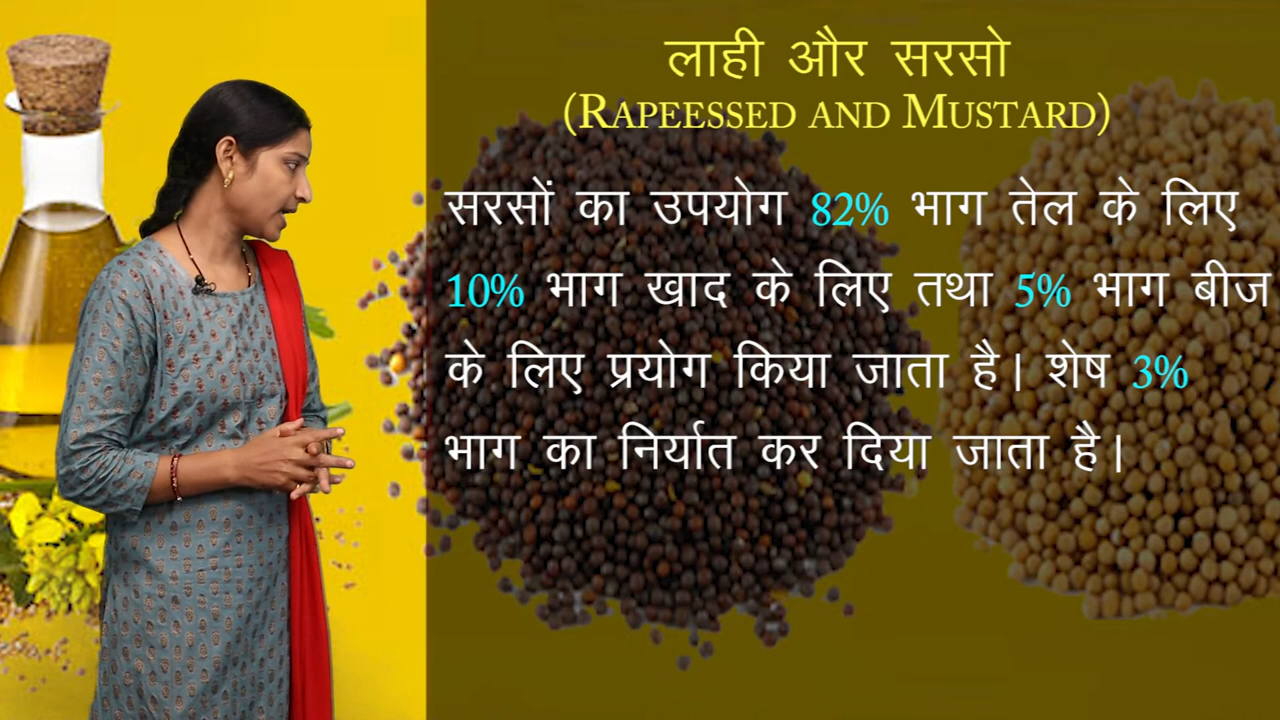 लाही और सरसो
(RAPEESSED AND MUSTARD)
सरसों का उपयोग 82% भाग तेल के लिए
10% भाग खाद के लिए तथा 5% भाग बीज
के लिए प्रयोग किया जाता है। शेष 3%
भाग का निर्यात कर दिया जाता है।